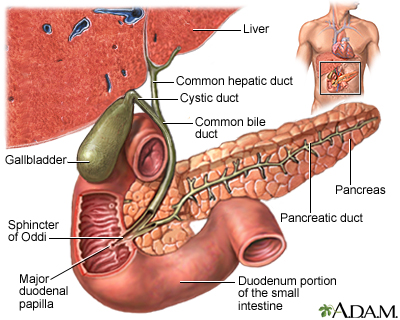 Liver
Common hepatic duct
Cystic duct
Common bile
duct
Gallbladder
Pancreas
Pancreatic duct
Sphincter
of Oddi
Major
duodenal
papilla
Duodenum portion
of the small
intestine
A.D.A.M.